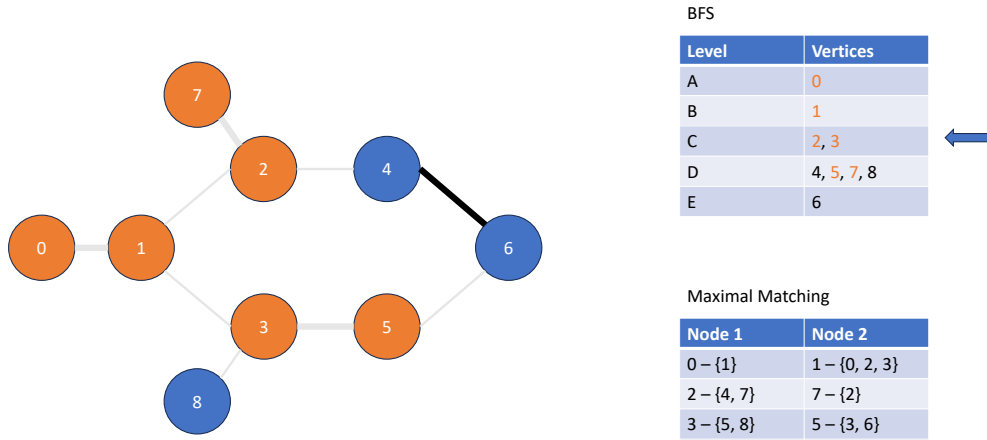 7
2
4
0
1
6
3
5
8
BFS
Level Vertices
A 0
B 1
C 2, 3
D 4, 5, 7, 8
E 6
Maximal Matching
Node 1 Node 2
0 – {1} 1 – {0, 2, 3}
2 – {4, 7} 7 – {2}
3 – {5, 8} 5 – {3, 6}